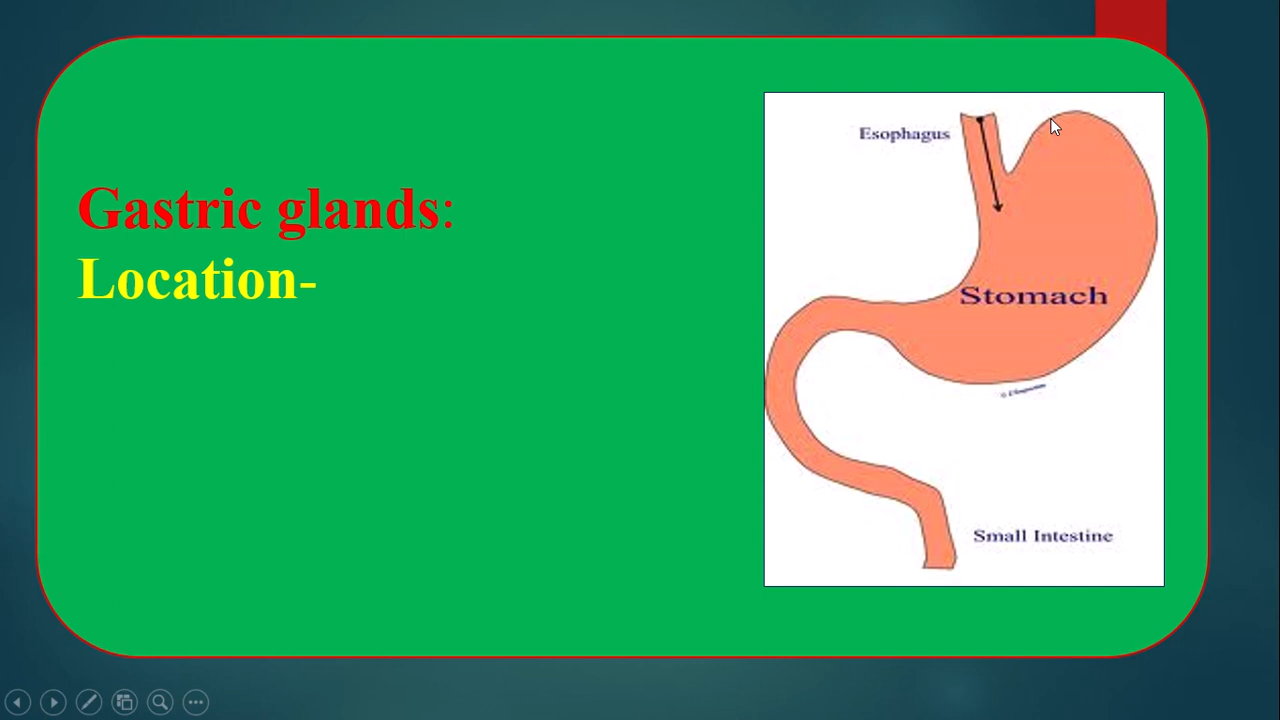 Gastric glands:
Location-
Esophagus
Stomach
Small Intestine